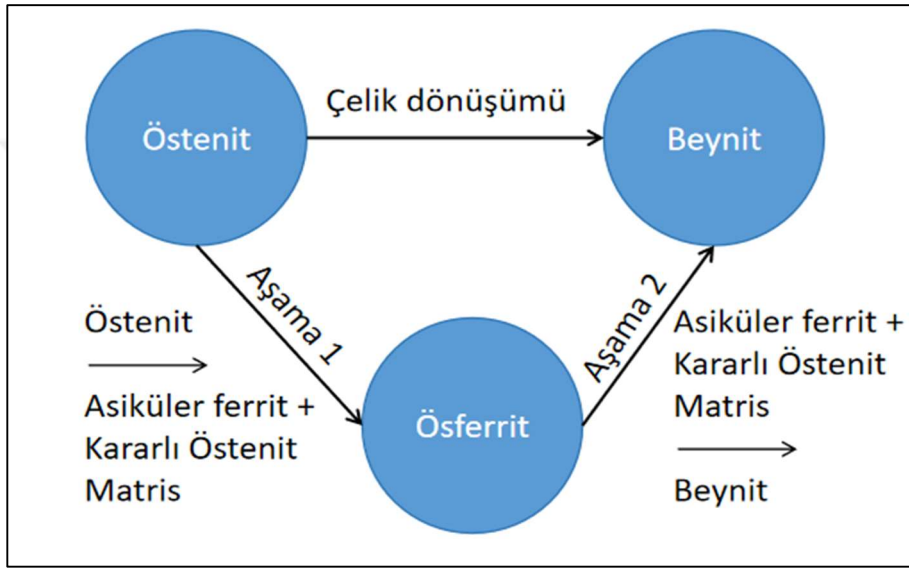 Çelik dönüşümü
Östenit
Beynit
Aşama 1
Aşama 2
Östenit
Asiküler ferrit +
Kararlı Östenit
Matris
Ösferrit
Asiküler ferrit +
Kararlı Östenit
Matris
Beynit